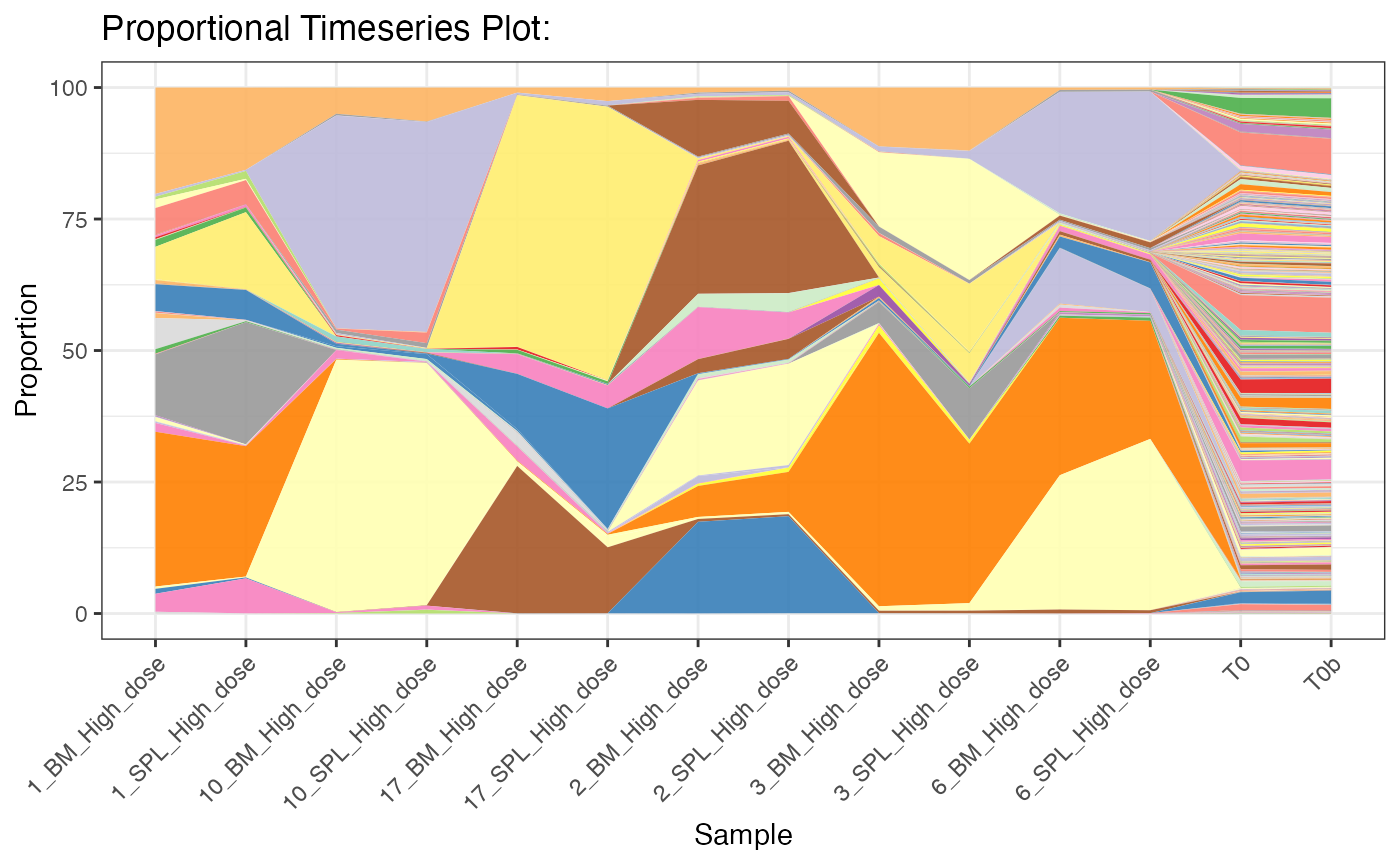 Proportional Timeseries Plot:
100
75
50
25
0
Proportion
1_BM_High_dose
1_SPL_High_dose
10_BM_High_dose
10_SPL_High_dose
17_BM_High_dose
17_SPL_High_dose
2_BM_High_dose
2_SPL_High_dose
3_BM_High_dose
3_SPL_High_dose
6_BM_High_dose
6_SPL_High_dose
T0
T0b
Sample